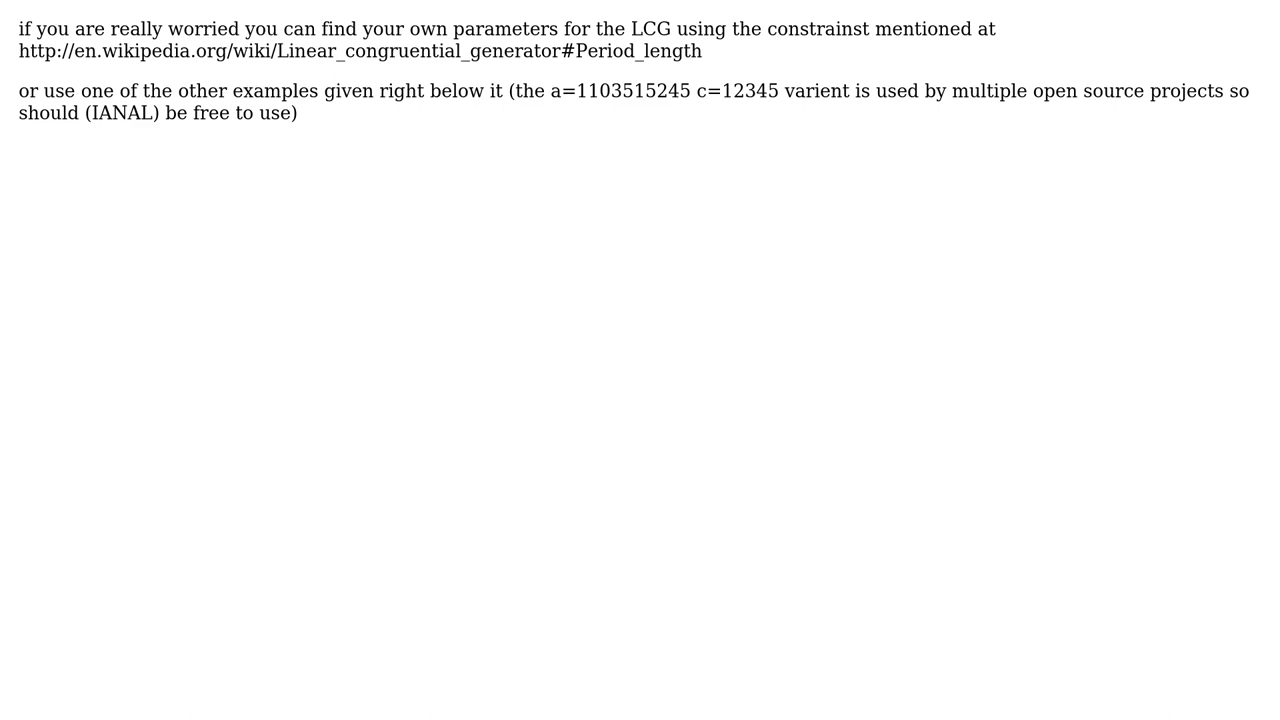 if you are really worried you can find your own parameters for the LCG using the constrainst mentioned at
http://en.wikipedia.org/wiki/Linear_congruential_generator#Period_length
or use one of the other examples given right below it (the a=1103515245 c=12345 varient is used by multiple open source projects so
should (IANAL) be free to use)